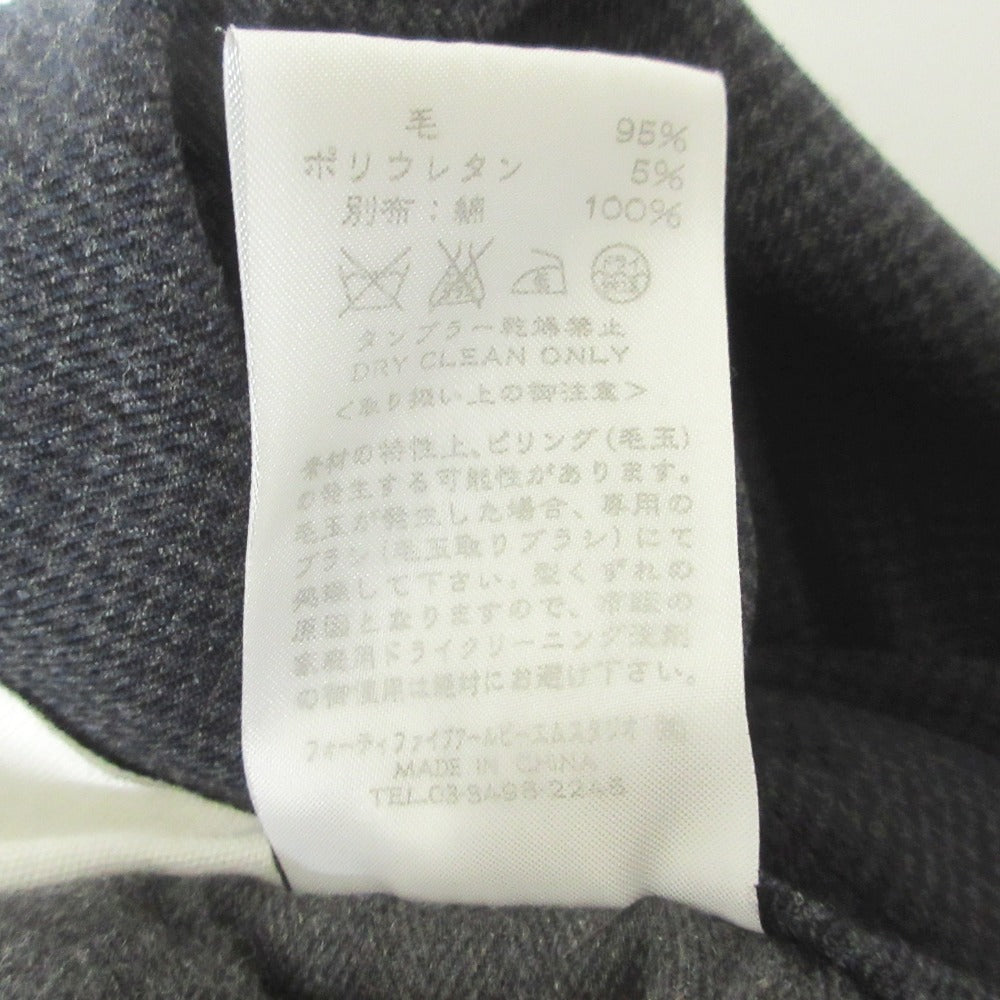 毛 95%
ポリウレタン 5%
別布：綿 100%
タンブラー乾燥禁止
DRY CLEAN ONLY
＜取り扱い上の御注意＞
素材の特性上、ピリング(毛玉)
の発生する可能性があります。
毛玉が発生した場合、専用の
ブラシ(毛玉取りブラシ)にて
処理して下さい。型くずれの
原因となりますので、市販の
家庭用ドライクリーニング溶剤
の御使用は絶対にお避け下さい。
フォーティファイブアールピーエムスタジオ ㈱
MADE IN CHINA
TEL.03-5498-2248